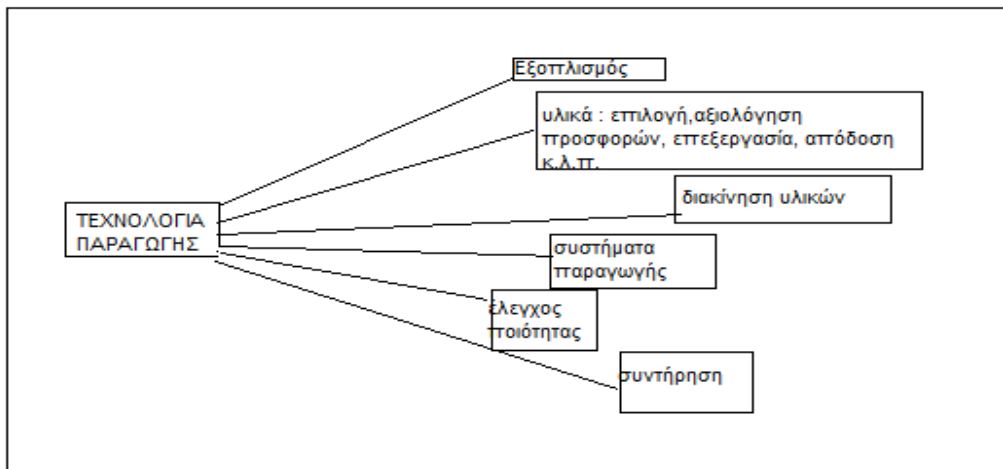 Εξοπλισμός
υλικά : επιλογή,αξιολόγηση
προσφορών, επεξεργασία, απόδοση
κ.λ.π.
διακίνηση υλικών
ΤΕΧΝΟΛΟΓΙΑ
ΠΑΡΑΓΩΓΗΣ
συστήματα
παραγωγής
έλεγχος
ποιότητας
συντήρηση